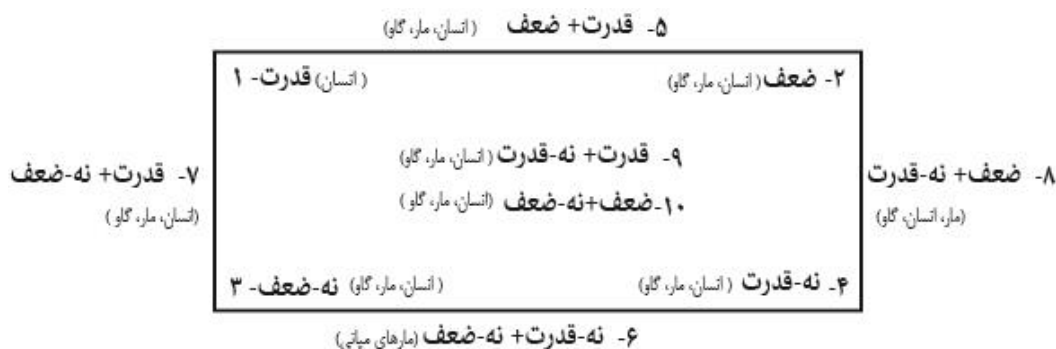 ۵- قدرت+ ضعف (انسان، مار، گاو)
۲- ضعف (انسان، مار، گاو)
(انسان) قدرت- ۱
۹- قدرت+ نه-قدرت (انسان، مار، گاو)
۱۰-ضعف+نه-ضعف (انسان، مار، گاو)
۸- ضعف+ نه-قدرت
(مار، انسان، گاو)
۷- قدرت+ نه-ضعف
(انسان، مار، گاو)
۴- نه-قدرت (انسان، مار، گاو)
(انسان، مار، گاو) نه-ضعف- ۳
۶- نه-قدرت+ نه-ضعف (مارهای میانی)